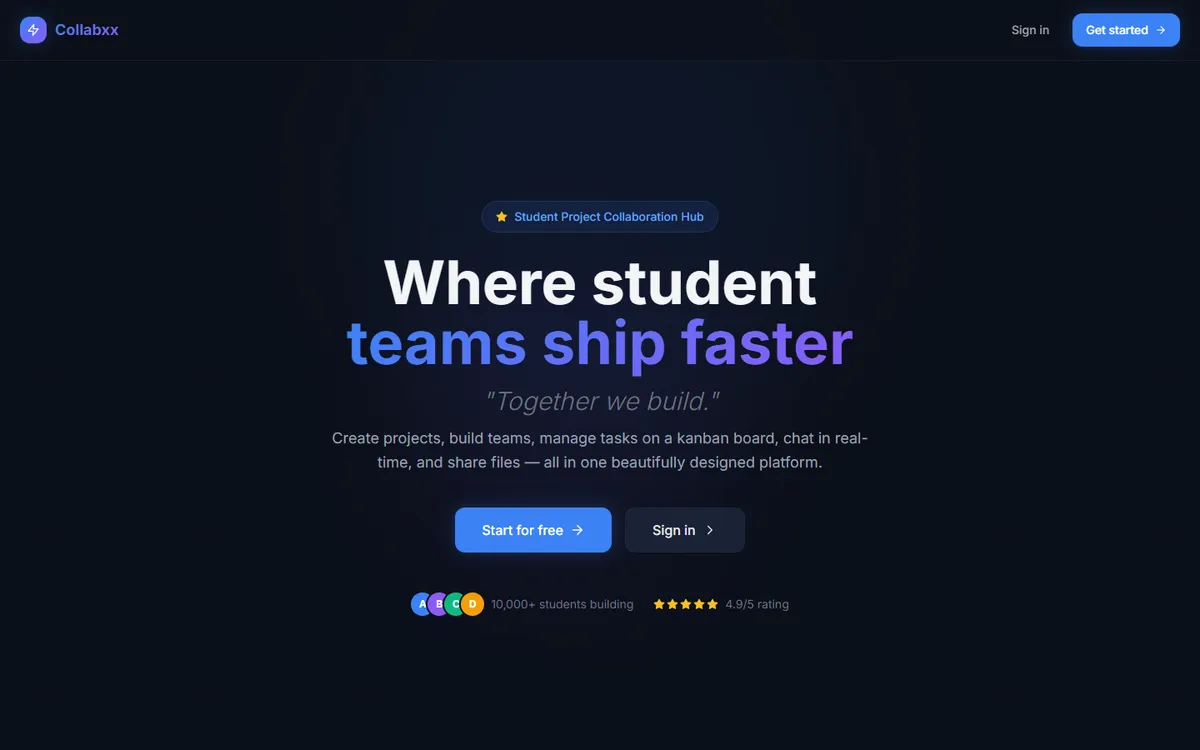 Collabxx
Sign in
Get started →
Student Project Collaboration Hub
Where student
teams ship faster
"Together we build."
Create projects, build teams, manage tasks on a kanban board, chat in real-
time, and share files — all in one beautifully designed platform.
Start for free →
Sign in >
A B C D 10,000+ students building
4.9/5 rating